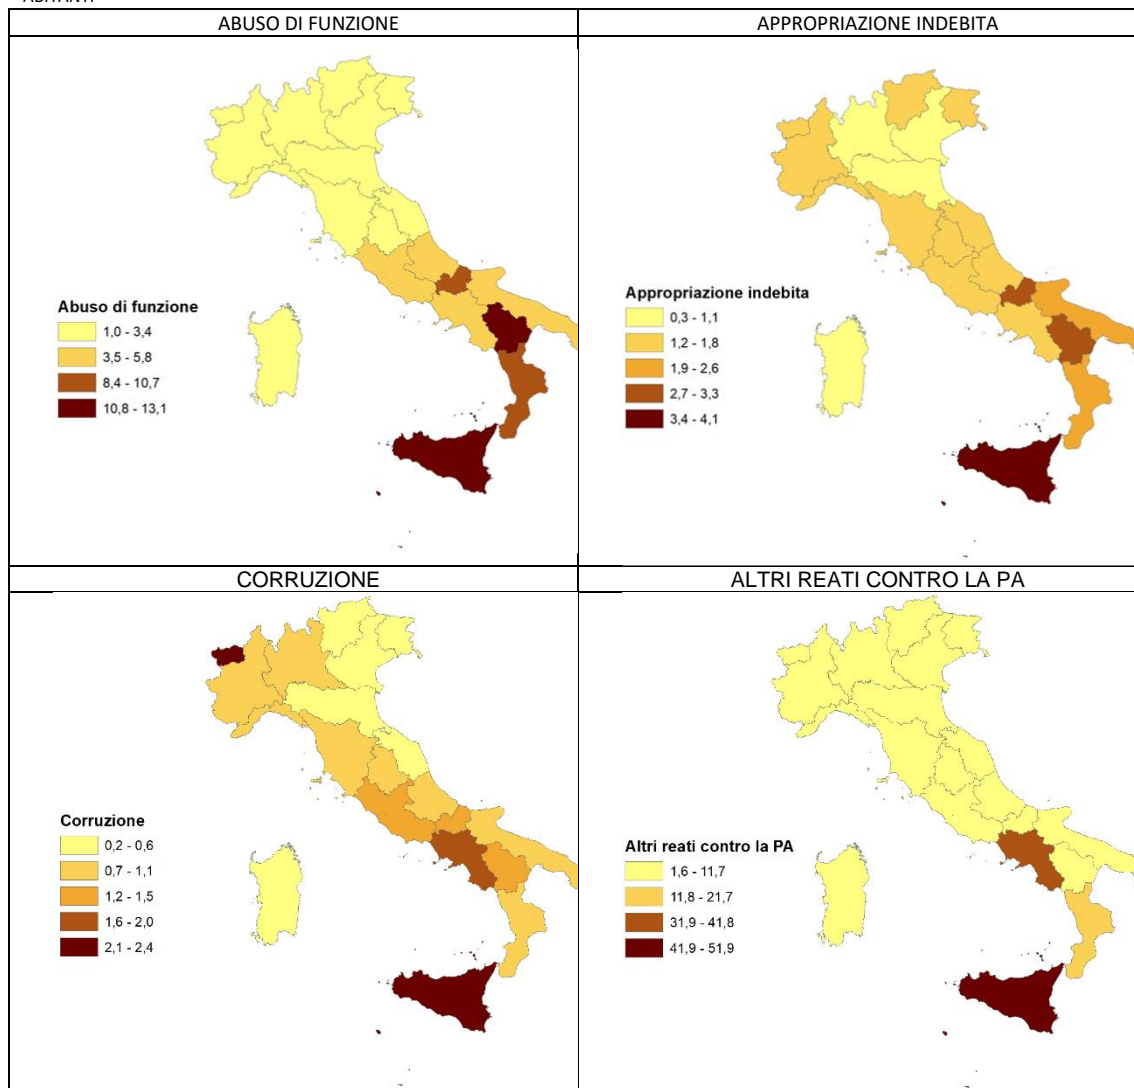 ABITANTI
ABUSO DI FUNZIONE
APPROPRIAZIONE INDEBITA
Abuso di funzione
1,0 - 3,4
3,5 - 5,8
8,4 - 10,7
10,8 - 13,1
Appropriazione indebita
0,3 - 1,1
1,2 - 1,8
1,9 - 2,6
2,7 - 3,3
3,4 - 4,1
CORRUZIONE
ALTRI REATI CONTRO LA PA
Corruzione
0,2 - 0,6
0,7 - 1,1
1,2 - 1,5
1,6 - 2,0
2,1 - 2,4
Altri reati contro la PA
1,6 - 11,7
11,8 - 21,7
31,9 - 41,8
41,9 - 51,9